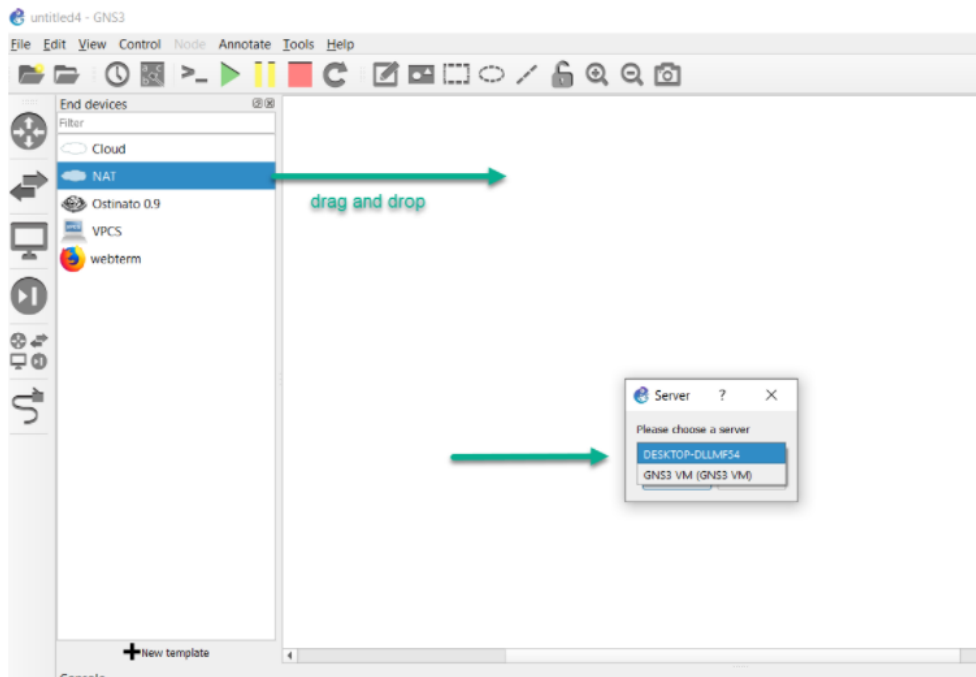 untitled4 - GNS3
File Edit View Control Node Annotate Tools Help
End devices
Filter
Cloud
NAT
Ostinato 0.9
VPCS
webterm
drag and drop
Server ?
Please choose a server
DESKTOP-DLLMF54
GNS3 VM (GNS3 VM)
New template
Console